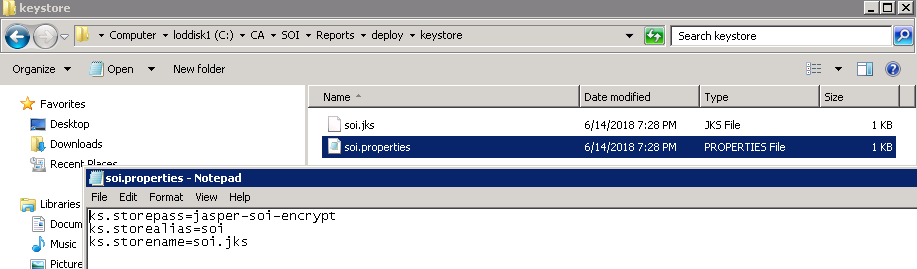 keystore
Computer loddisk1 (C:) CA SOI Reports deploy keystore
Search keystore
Organize Open New folder
Favorites
Desktop
Downloads
Recent Places
Libraries
Docum
Music
Picture
Name Date modified Type Size
soi.jks 6/14/2018 7:28 PM JKS File 1 KB
soi.properties 6/14/2018 7:28 PM PROPERTIES File 1 KB
soi.properties - Notepad
File Edit Format View Help
ks.storepass=jasper-soi-encrypt
ks.storealias=soi
ks.storename=soi.jks